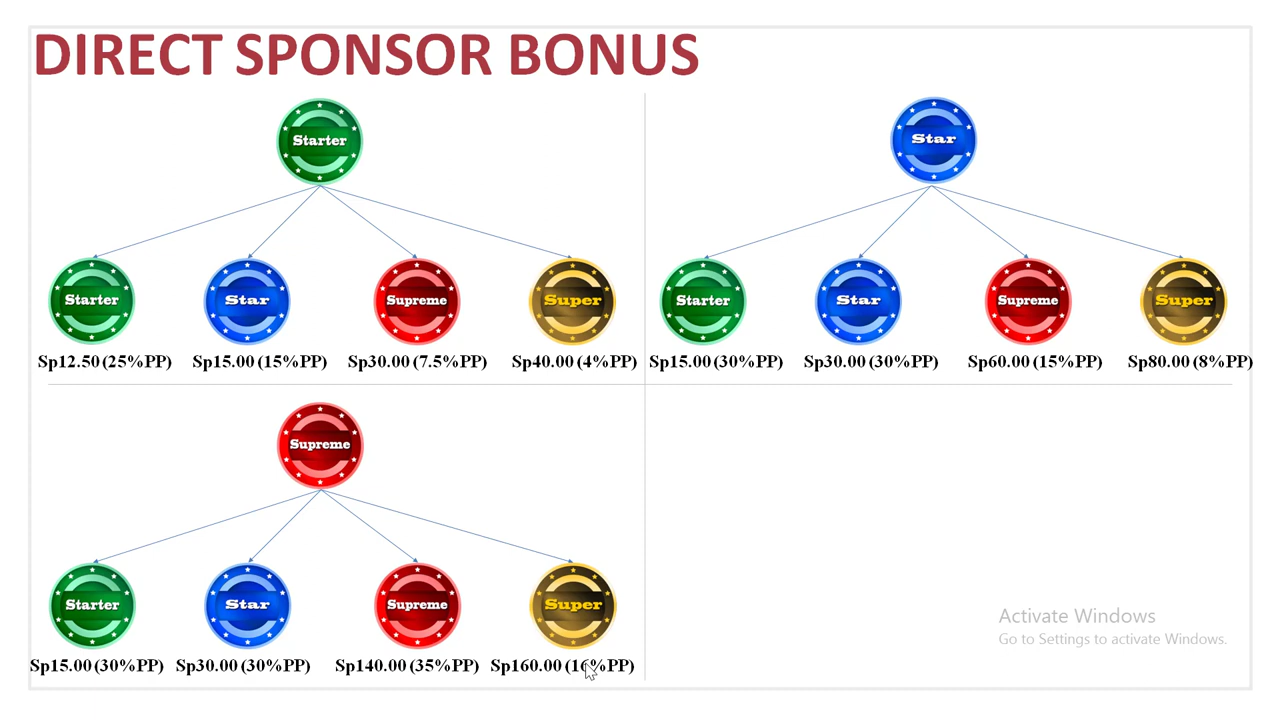 DIRECT SPONSOR BONUS
Starter
Starter Star Supreme Super
Sp12.50 (25%PP) Sp15.00 (15%PP) Sp30.00 (7.5%PP) Sp40.00 (4%PP)
Star
Starter Star Supreme Super
Sp15.00 (30%PP) Sp30.00 (30%PP) Sp60.00 (15%PP) Sp80.00 (8%PP)
Supreme
Starter Star Supreme Super
Sp15.00 (30%PP) Sp30.00 (30%PP) Sp140.00 (35%PP) Sp160.00 (16%PP)
Activate Windows
Go to Settings to activate Windows.